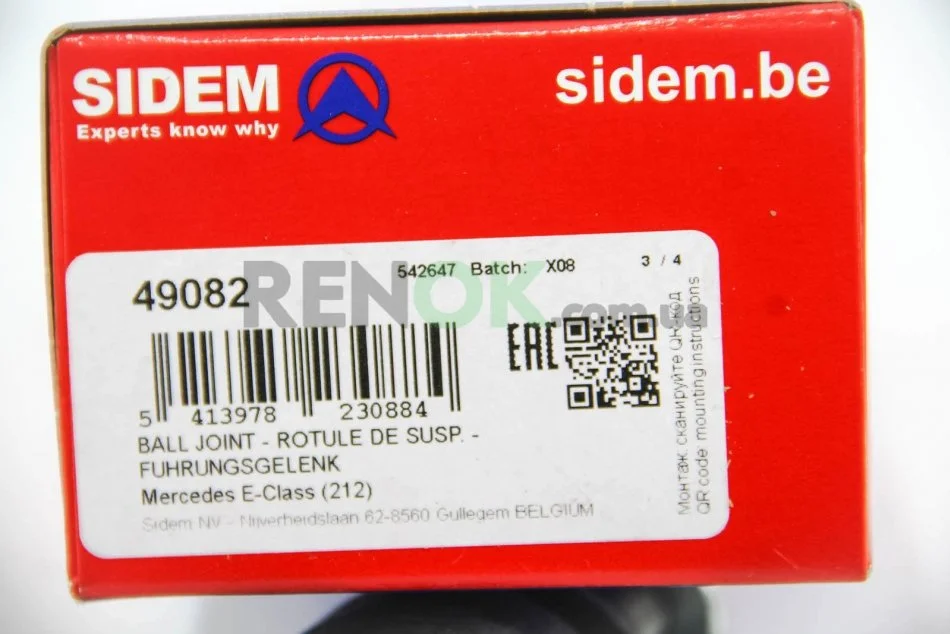 SIDEM
Experts know why
sidem.be
49082
542647 Batch: X08 3 / 4
RENOK.com.ua
EAC
5 413978 230884
BALL JOINT - ROTULE DE SUSP. -
FUHRUNGSGELENK
Mercedes E-Class (212)
Sidem NV - Nijverheidslaan 62-8560 Gullegem BELGIUM
Монтаж: сканируйте QR-код
QR code: mounting instructions